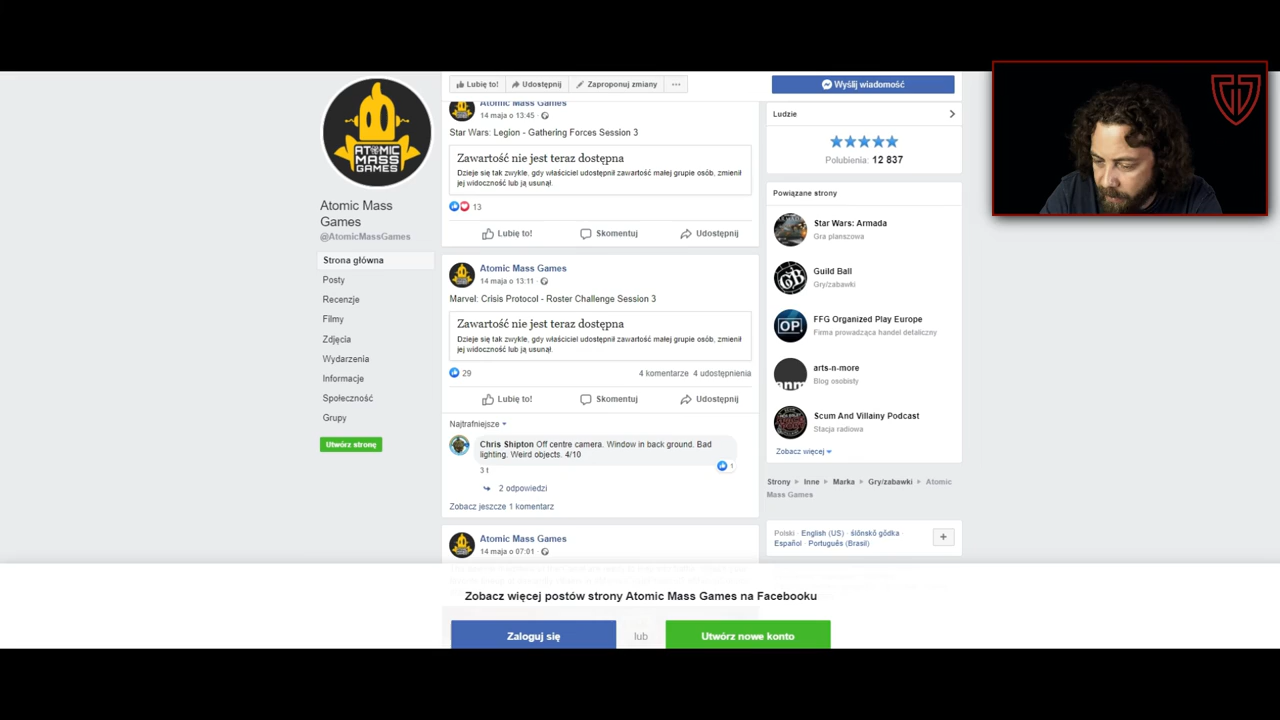 ATOMIC
MASS
GAMES
Atomic Mass
Games
@AtomicMassGames
Strona główna
Posty
Recenzje
Filmy
Zdjęcia
Wydarzenia
Informacje
Społeczność
Grupy
Utwórz stronę
Lubię to!
Udostępnij
Zaproponuj zmiany
Atomic Mass Games
14 maja o 13:45
Star Wars: Legion - Gathering Forces Session 3
Zawartość nie jest teraz dostępna
Dzieje się tak zwykle, gdy właściciel udostępnił zawartość małej grupie osób, zmienił
jej widoczność lub ją usunął.
13
Lubię to!
Skomentuj
Udostępnij
Atomic Mass Games
14 maja o 13:11
Marvel: Crisis Protocol - Roster Challenge Session 3
Zawartość nie jest teraz dostępna
Dzieje się tak zwykle, gdy właściciel udostępnił zawartość małej grupie osób, zmienił
jej widoczność lub ją usunął.
29
4 komentarze 4 udostępnienia
Lubię to!
Skomentuj
Udostępnij
Najtrafniejsze
Chris Shipton Off centre camera. Window in back ground. Bad
lighting. Weird objects. 4/10
1
3 t
2 odpowiedzi
Zobacz jeszcze 1 komentarz
Atomic Mass Games
14 maja o 07:01
Wyślij wiadomość
Ludzie
Polubienia: 12 837
Powiązane strony
Star Wars: Armada
Gra planszowa
GB
Guild Ball
Gry/zabawki
OP
FFG Organized Play Europe
Firma prowadząca handel detaliczny
anm
arts-n-more
Blog osobisty
Scum And Villainy Podcast
Stacja radiowa
Zobacz więcej
Strony Inne Marka Gry/zabawki Atomic
Mass Games
Polski · English (US) · ślōnskŏ gŏdka ·
Español · Português (Brasil)
Zobacz więcej postów strony Atomic Mass Games na Facebooku
Zaloguj się
lub
Utwórz nowe konto